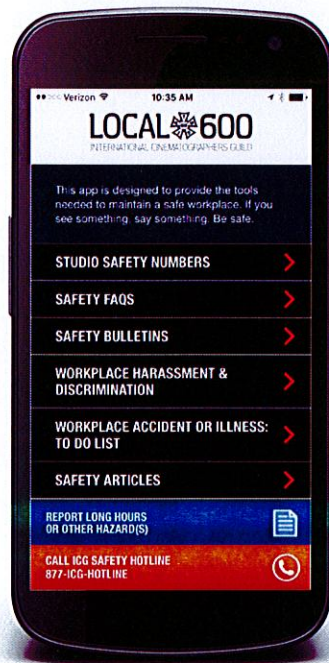 Verizon 10:35 AM
LOCAL 600
INTERNATIONAL CINEMATOGRAPHERS GUILD
This app is designed to provide the tools
needed to maintain a safe workplace. If you
see something, say something. Be safe.
STUDIO SAFETY NUMBERS
SAFETY FAQS
SAFETY BULLETINS
WORKPLACE HARASSMENT &
DISCRIMINATION
WORKPLACE ACCIDENT OR ILLNESS:
TO DO LIST
SAFETY ARTICLES
REPORT LONG HOURS
OR OTHER HAZARD(S)
CALL ICG SAFETY HOTLINE
877-ICG-HOTLINE